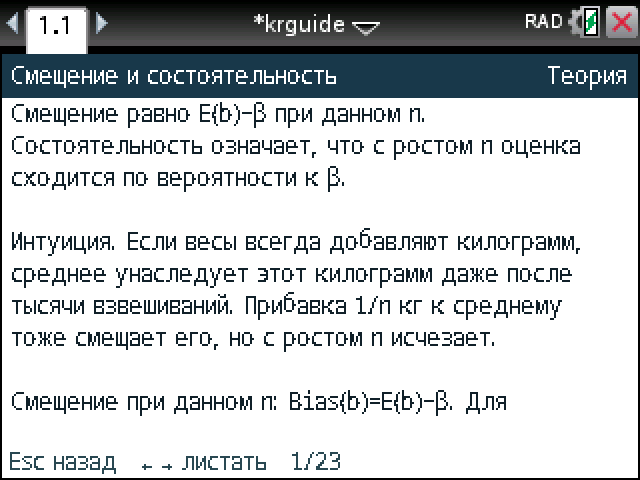 1.1 *krguide RAD
Смещение и состоятельность Теория
Смещение равно E(b)-β при данном n.
Состоятельность означает, что с ростом n оценка
сходится по вероятности к β.
Интуиция. Если весы всегда добавляют килограмм,
среднее унаследует этот килограмм даже после
тысячи взвешиваний. Прибавка 1/n кг к среднему
тоже смещает его, но с ростом n исчезает.
Смещение при данном n: Bias(b)=E(b)-β. Для
Esc назад ← → листать 1/23